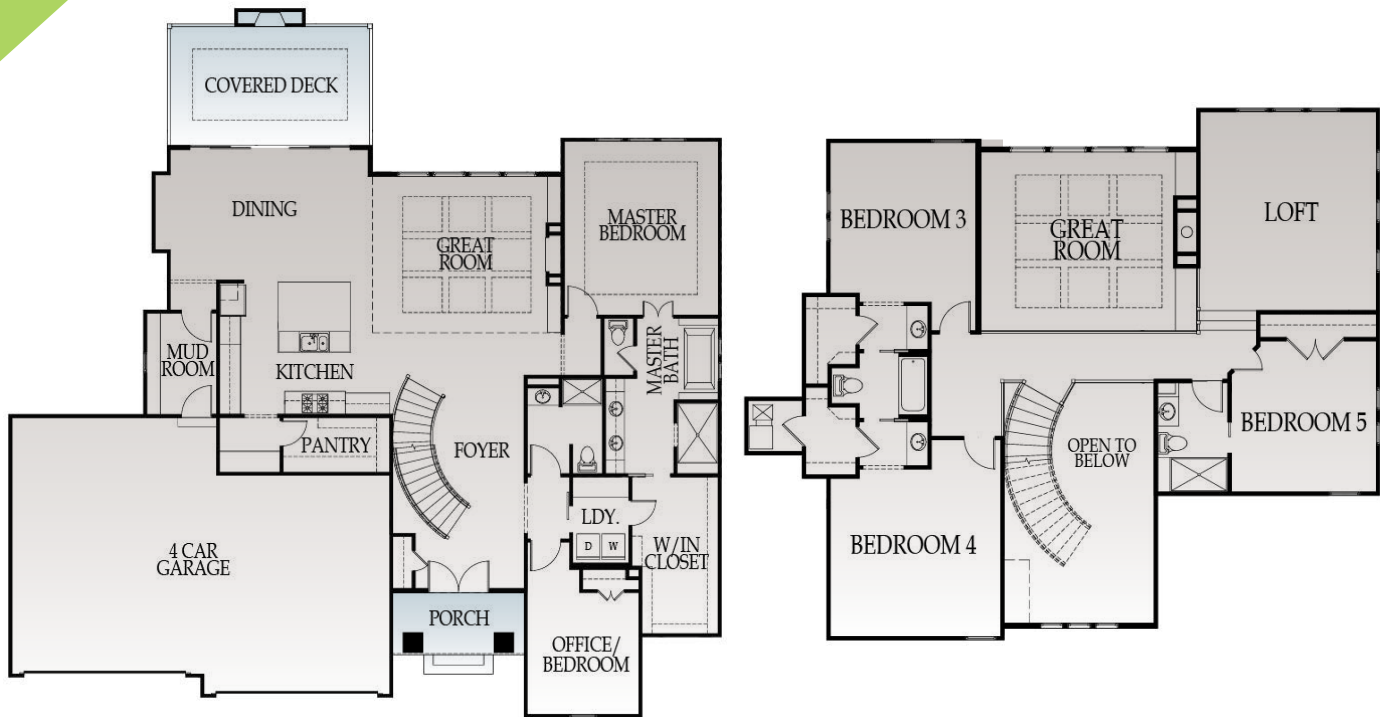 COVERED DECK
DINING
GREAT
ROOM
MASTER
BEDROOM
MUD
ROOM
KITCHEN
MASTER
BATH
PANTRY
FOYER
LDY.
D W
W/IN
CLOSET
4 CAR
GARAGE
PORCH
OFFICE/
BEDROOM
BEDROOM 3
GREAT
ROOM
LOFT
BEDROOM 5
OPEN TO
BELOW
BEDROOM 4